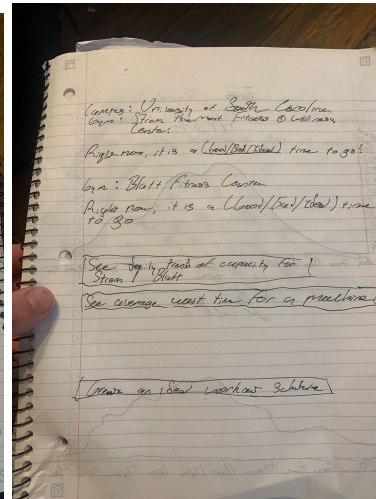 Campus: University of South Carolina
Gym: Strom Thurmond Fitness & Wellness
Center
Right now, it is a (Good/Bad/Ideal) time to go!
Gym: Blatt Fitness Center
Right now, it is a (Good/Bad/Ideal) time
to go
See daily trends of capacity for
Strom / Blatt
See average wait time for a machine
Create an ideal workout schedule